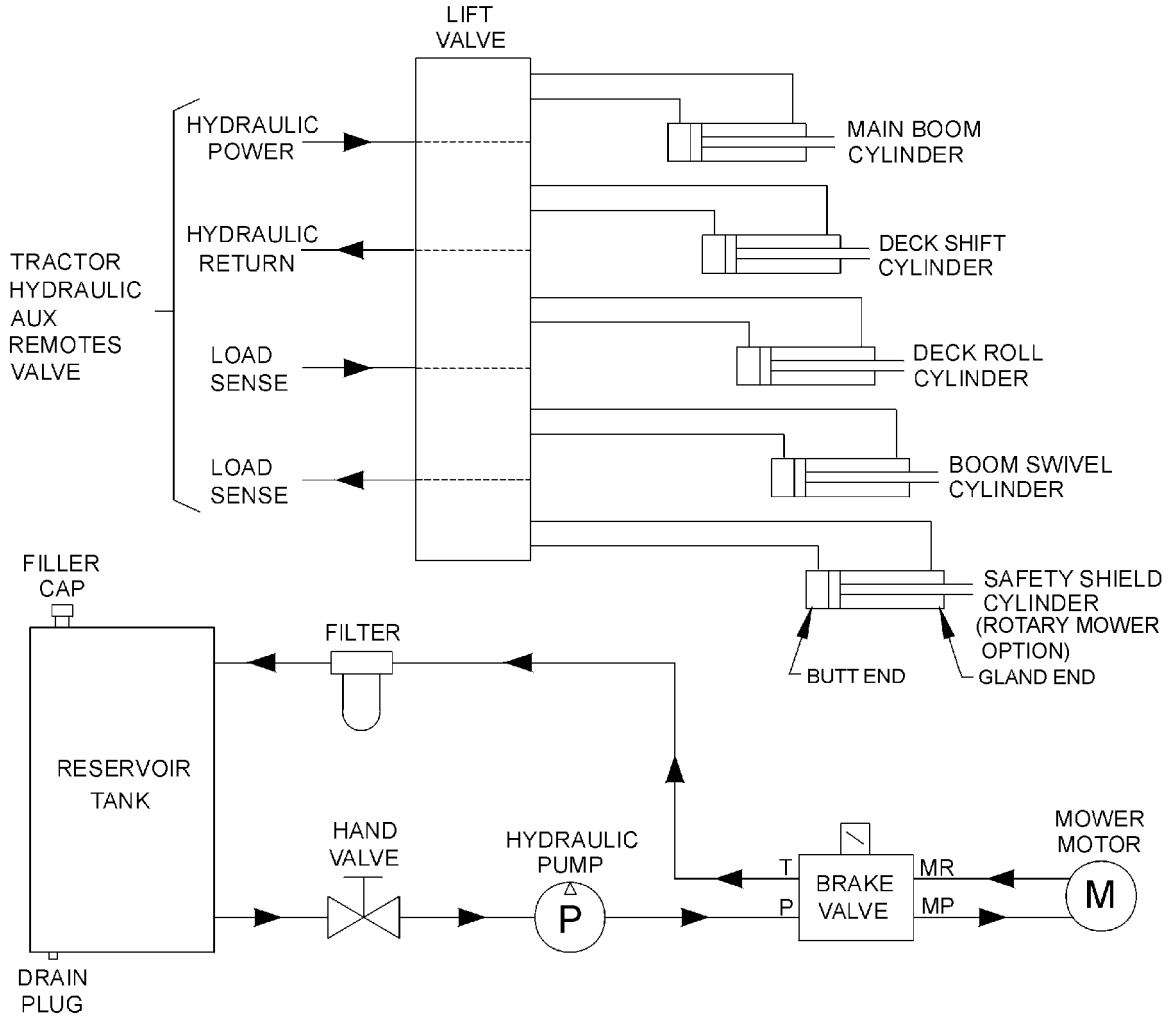 LIFT
VALVE
HYDRAULIC
POWER
HYDRAULIC
RETURN
LOAD
SENSE
LOAD
SENSE
TRACTOR
HYDRAULIC
AUX
REMOTES
VALVE
MAIN BOOM
CYLINDER
DECK SHIFT
CYLINDER
DECK ROLL
CYLINDER
BOOM SWIVEL
CYLINDER
SAFETY SHIELD
CYLINDER
(ROTARY MOWER
OPTION)
BUTT END
GLAND END
FILLER
CAP
FILTER
RESERVOIR
TANK
HAND
VALVE
HYDRAULIC
PUMP
P
T
P
BRAKE
VALVE
MR
MP
MOWER
MOTOR
M
DRAIN
PLUG